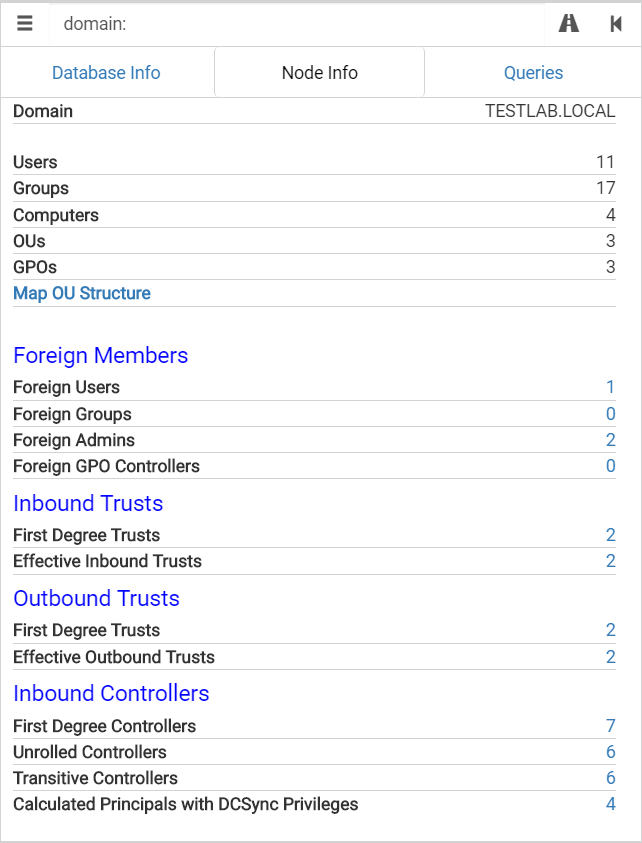 domain:
Database Info Node Info Queries
Domain TESTLAB.LOCAL
Users 11
Groups 17
Computers 4
OUs 3
GPOs 3
Map OU Structure
Foreign Members
Foreign Users 1
Foreign Groups 0
Foreign Admins 2
Foreign GPO Controllers 0
Inbound Trusts
First Degree Trusts 2
Effective Inbound Trusts 2
Outbound Trusts
First Degree Trusts 2
Effective Outbound Trusts 2
Inbound Controllers
First Degree Controllers 7
Unrolled Controllers 6
Transitive Controllers 6
Calculated Principals with DCSync Privileges 4